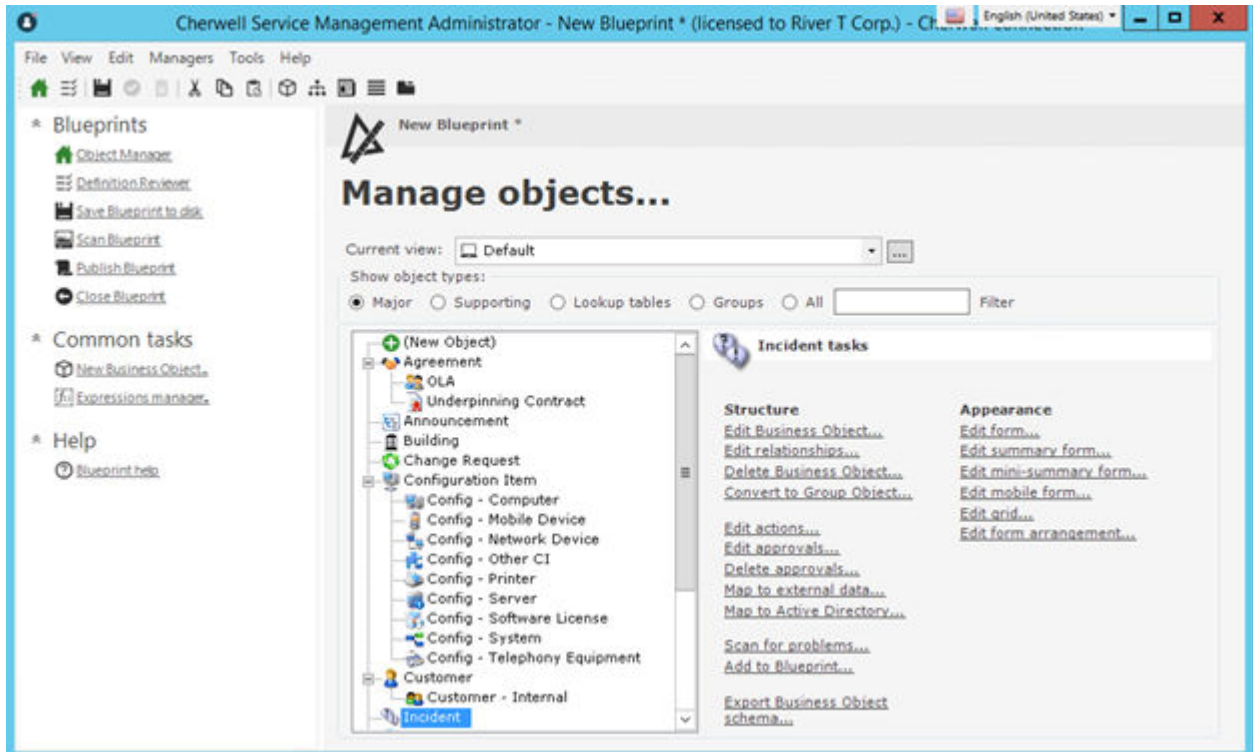 Cherwell Service Management Administrator - New Blueprint * (licensed to River T Corp.) - Ch
English (United States)
File View Edit Managers Tools Help
Blueprints
Object Manager
Definition Reviewer
Save Blueprint to disk
Scan Blueprint
Publish Blueprint
Close Blueprint
Common tasks
New Business Object...
Expressions manager...
Help
Blueprint help
New Blueprint *
Manage objects...
Current view: Default ...
Show object types:
Major Supporting Lookup tables Groups All Filter
(New Object)
Agreement
OLA
Underpinning Contract
Announcement
Building
Change Request
Configuration Item
Config - Computer
Config - Mobile Device
Config - Network Device
Config - Other CI
Config - Printer
Config - Server
Config - Software License
Config - System
Config - Telephony Equipment
Customer
Customer - Internal
Incident
Incident tasks
Structure
Edit Business Object...
Edit relationships...
Delete Business Object...
Convert to Group Object...
Edit actions...
Edit approvals...
Delete approvals...
Map to external data...
Map to Active Directory...
Scan for problems...
Add to Blueprint...
Export Business Object
schema...
Appearance
Edit form...
Edit summary form...
Edit mini-summary form...
Edit mobile form...
Edit grid...
Edit form arrangement...